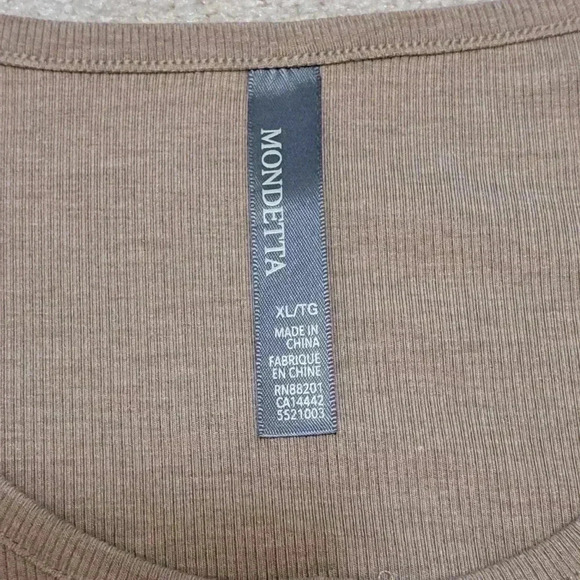 MONDETTA
XL/TG
MADE IN
CHINA
FABRIQUE
EN CHINE
RN88201
CA14442
5521003